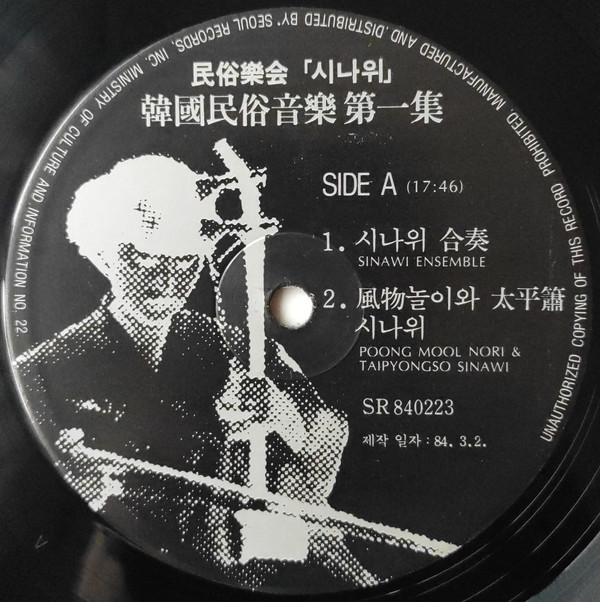 民俗樂会「시나위」
韓國民俗音樂 第一集
SIDE A (17:46)
1. 시나위 合奏
SINAWI ENSEMBLE
2. 風物놀이와 太平簫
시나위
POONG MOOL NORI &
TAIPYONGSO SINAWI
SR 840223
제작 일자 : 84. 3. 2.
UNAUTHORIZED COPYING OF THIS RECORD PROHIBITED. MANUFACTURED AND DISTRIBUTED BY SEOUL RECORDS, INC. MINISTRY OF CULTURE AND INFORMATION NO. 22